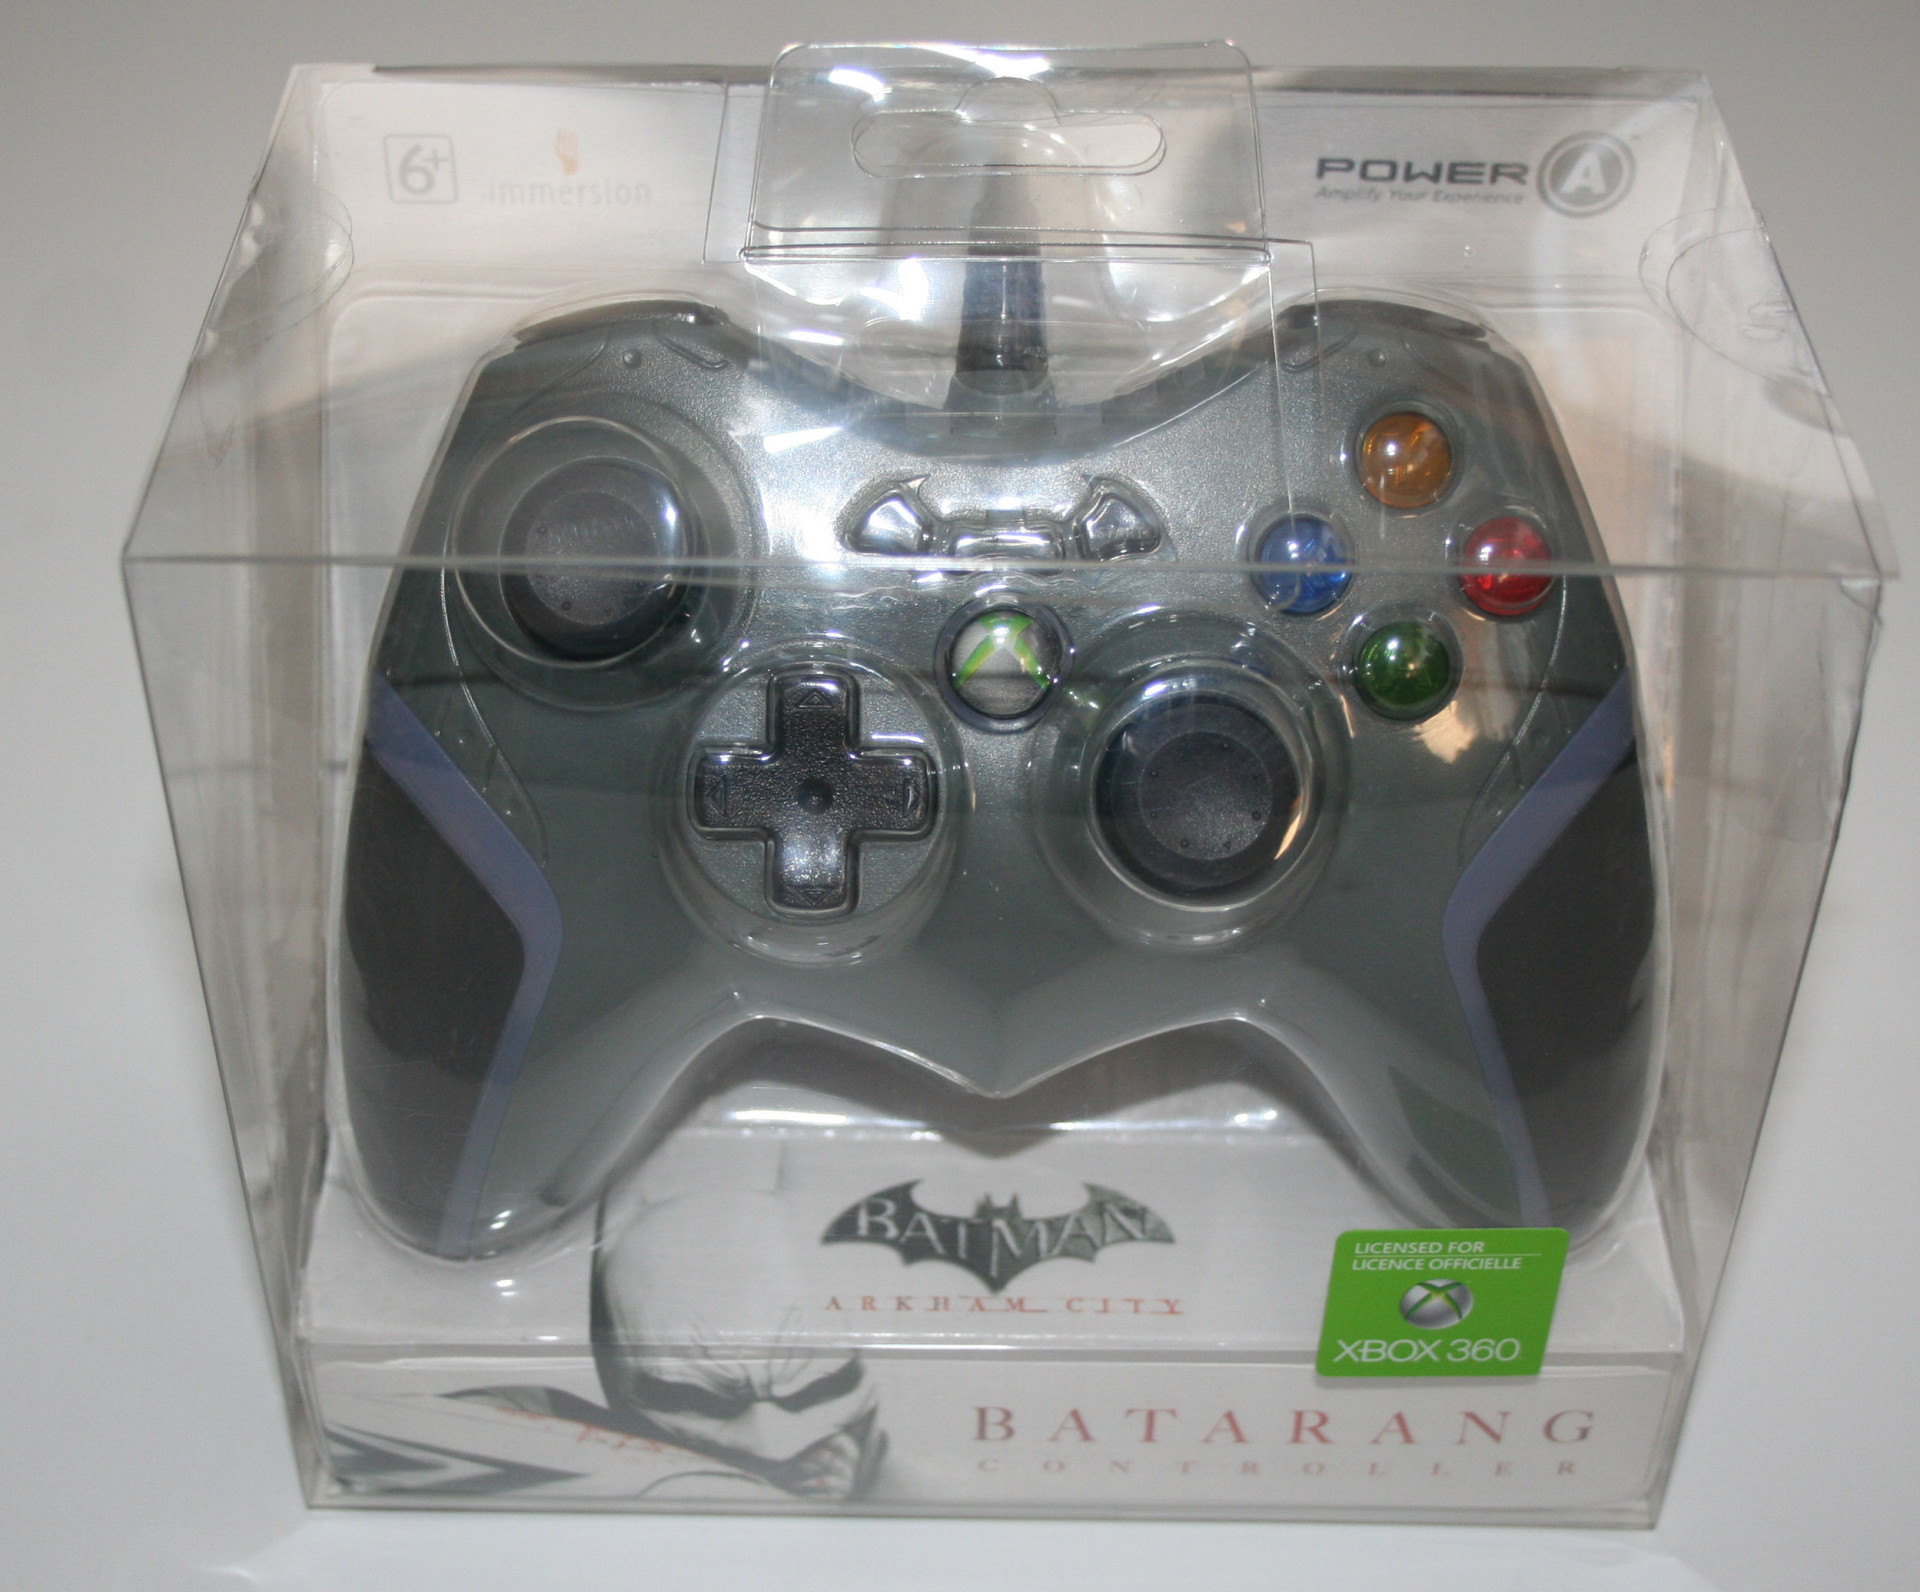 6+
immersion
POWER A
Amplify Your Experience
BATMAN
ARKHAM CITY
LICENSED FOR
LICENCE OFFICIELLE
XBOX 360
BATARANG
CONTROLLER